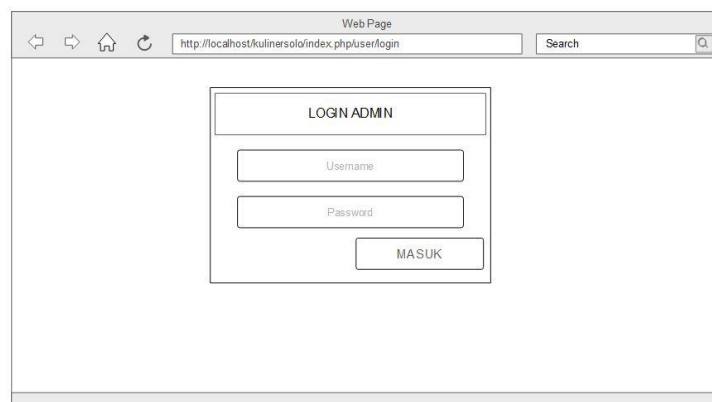 Web Page
http://localhost/kulinersolo/index.php/user/login
Search
LOGIN ADMIN
Username
Password
MASUK